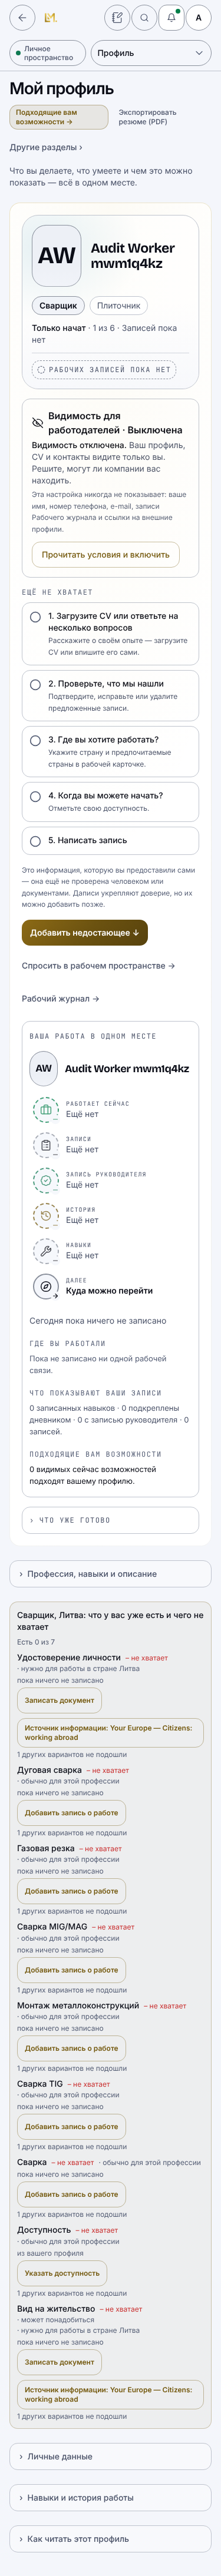 A
Личное
пространство
Профиль
Мой профиль
Подходящие вам
возможности →
Экспортировать
резюме (PDF)
Другие разделы ›
Что вы делаете, что умеете и чем это можно
показать — всё в одном месте.
AW
Audit Worker
mwm1q4kz
Сварщик
Плиточник
Только начат · 1 из 6 · Записей пока
нет
РАБОЧИХ ЗАПИСЕЙ ПОКА НЕТ
Видимость для
работодателей · Выключена
Видимость отключена. Ваш профиль,
CV и контакты видите только вы.
Решите, могут ли компании вас
находить.
Эта настройка никогда не показывает: ваше
имя, номер телефона, e-mail, записи
Рабочего журнала и ссылки на внешние
профили.
Прочитать условия и включить
ЕЩЁ НЕ ХВАТАЕТ
1. Загрузите CV или ответьте на
несколько вопросов
Расскажите о своём опыте — загрузите
CV или впишите его сами.
2. Проверьте, что мы нашли
Подтвердите, исправьте или удалите
предложенные записи.
3. Где вы хотите работать?
Укажите страну и предпочитаемые
страны в рабочей карточке.
4. Когда вы можете начать?
Отметьте свою доступность.
5. Написать запись
Это информация, которую вы предоставили сами
— она ещё не проверена человеком или
документами. Записи укрепляют доверие, но их
можно добавить позже.
Добавить недостающее ↓
Спросить в рабочем пространстве →
Рабочий журнал →
ВАША РАБОТА В ОДНОМ МЕСТЕ
AW
Audit Worker mwm1q4kz
РАБОТАЕТ СЕЙЧАС
Ещё нет
ЗАПИСИ
Ещё нет
ЗАПИСЬ РУКОВОДИТЕЛЯ
Ещё нет
ИСТОРИЯ
Ещё нет
НАВЫКИ
Ещё нет
ДАЛЕЕ
Куда можно перейти
Сегодня пока ничего не записано
ГДЕ ВЫ РАБОТАЛИ
Пока не записано ни одной рабочей
связи.
ЧТО ПОКАЗЫВАЮТ ВАШИ ЗАПИСИ
0 записанных навыков · 0 подкреплены
дневником · 0 с записью руководителя · 0
записей.
ПОДХОДЯЩИЕ ВАМ ВОЗМОЖНОСТИ
0 видимых сейчас возможностей
подходят вашему профилю.
› ЧТО УЖЕ ГОТОВО
› Профессия, навыки и описание
Сварщик, Литва: что у вас уже есть и чего не
хватает
Есть 0 из 7
Удостоверение личности – не хватает
· нужно для работы в стране Литва
пока ничего не записано
Записать документ
Источник информации: Your Europe — Citizens:
working abroad
1 других вариантов не подошли
Дуговая сварка – не хватает
· обычно для этой профессии
пока ничего не записано
Добавить запись о работе
1 других вариантов не подошли
Газовая резка – не хватает
· обычно для этой профессии
пока ничего не записано
Добавить запись о работе
1 других вариантов не подошли
Сварка MIG/MAG – не хватает
· обычно для этой профессии
пока ничего не записано
Добавить запись о работе
1 других вариантов не подошли
Монтаж металлоконструкций – не хватает
· обычно для этой профессии
пока ничего не записано
Добавить запись о работе
1 других вариантов не подошли
Сварка TIG – не хватает
· обычно для этой профессии
пока ничего не записано
Добавить запись о работе
1 других вариантов не подошли
Сварка – не хватает · обычно для этой профессии
пока ничего не записано
Добавить запись о работе
1 других вариантов не подошли
Доступность – не хватает
· обычно для этой профессии
из вашего профиля
Указать доступность
1 других вариантов не подошли
Вид на жительство – не хватает
· может понадобиться
· нужно для работы в стране Литва
пока ничего не записано
Записать документ
Источник информации: Your Europe — Citizens:
working abroad
1 других вариантов не подошли
› Личные данные
› Навыки и история работы
› Как читать этот профиль